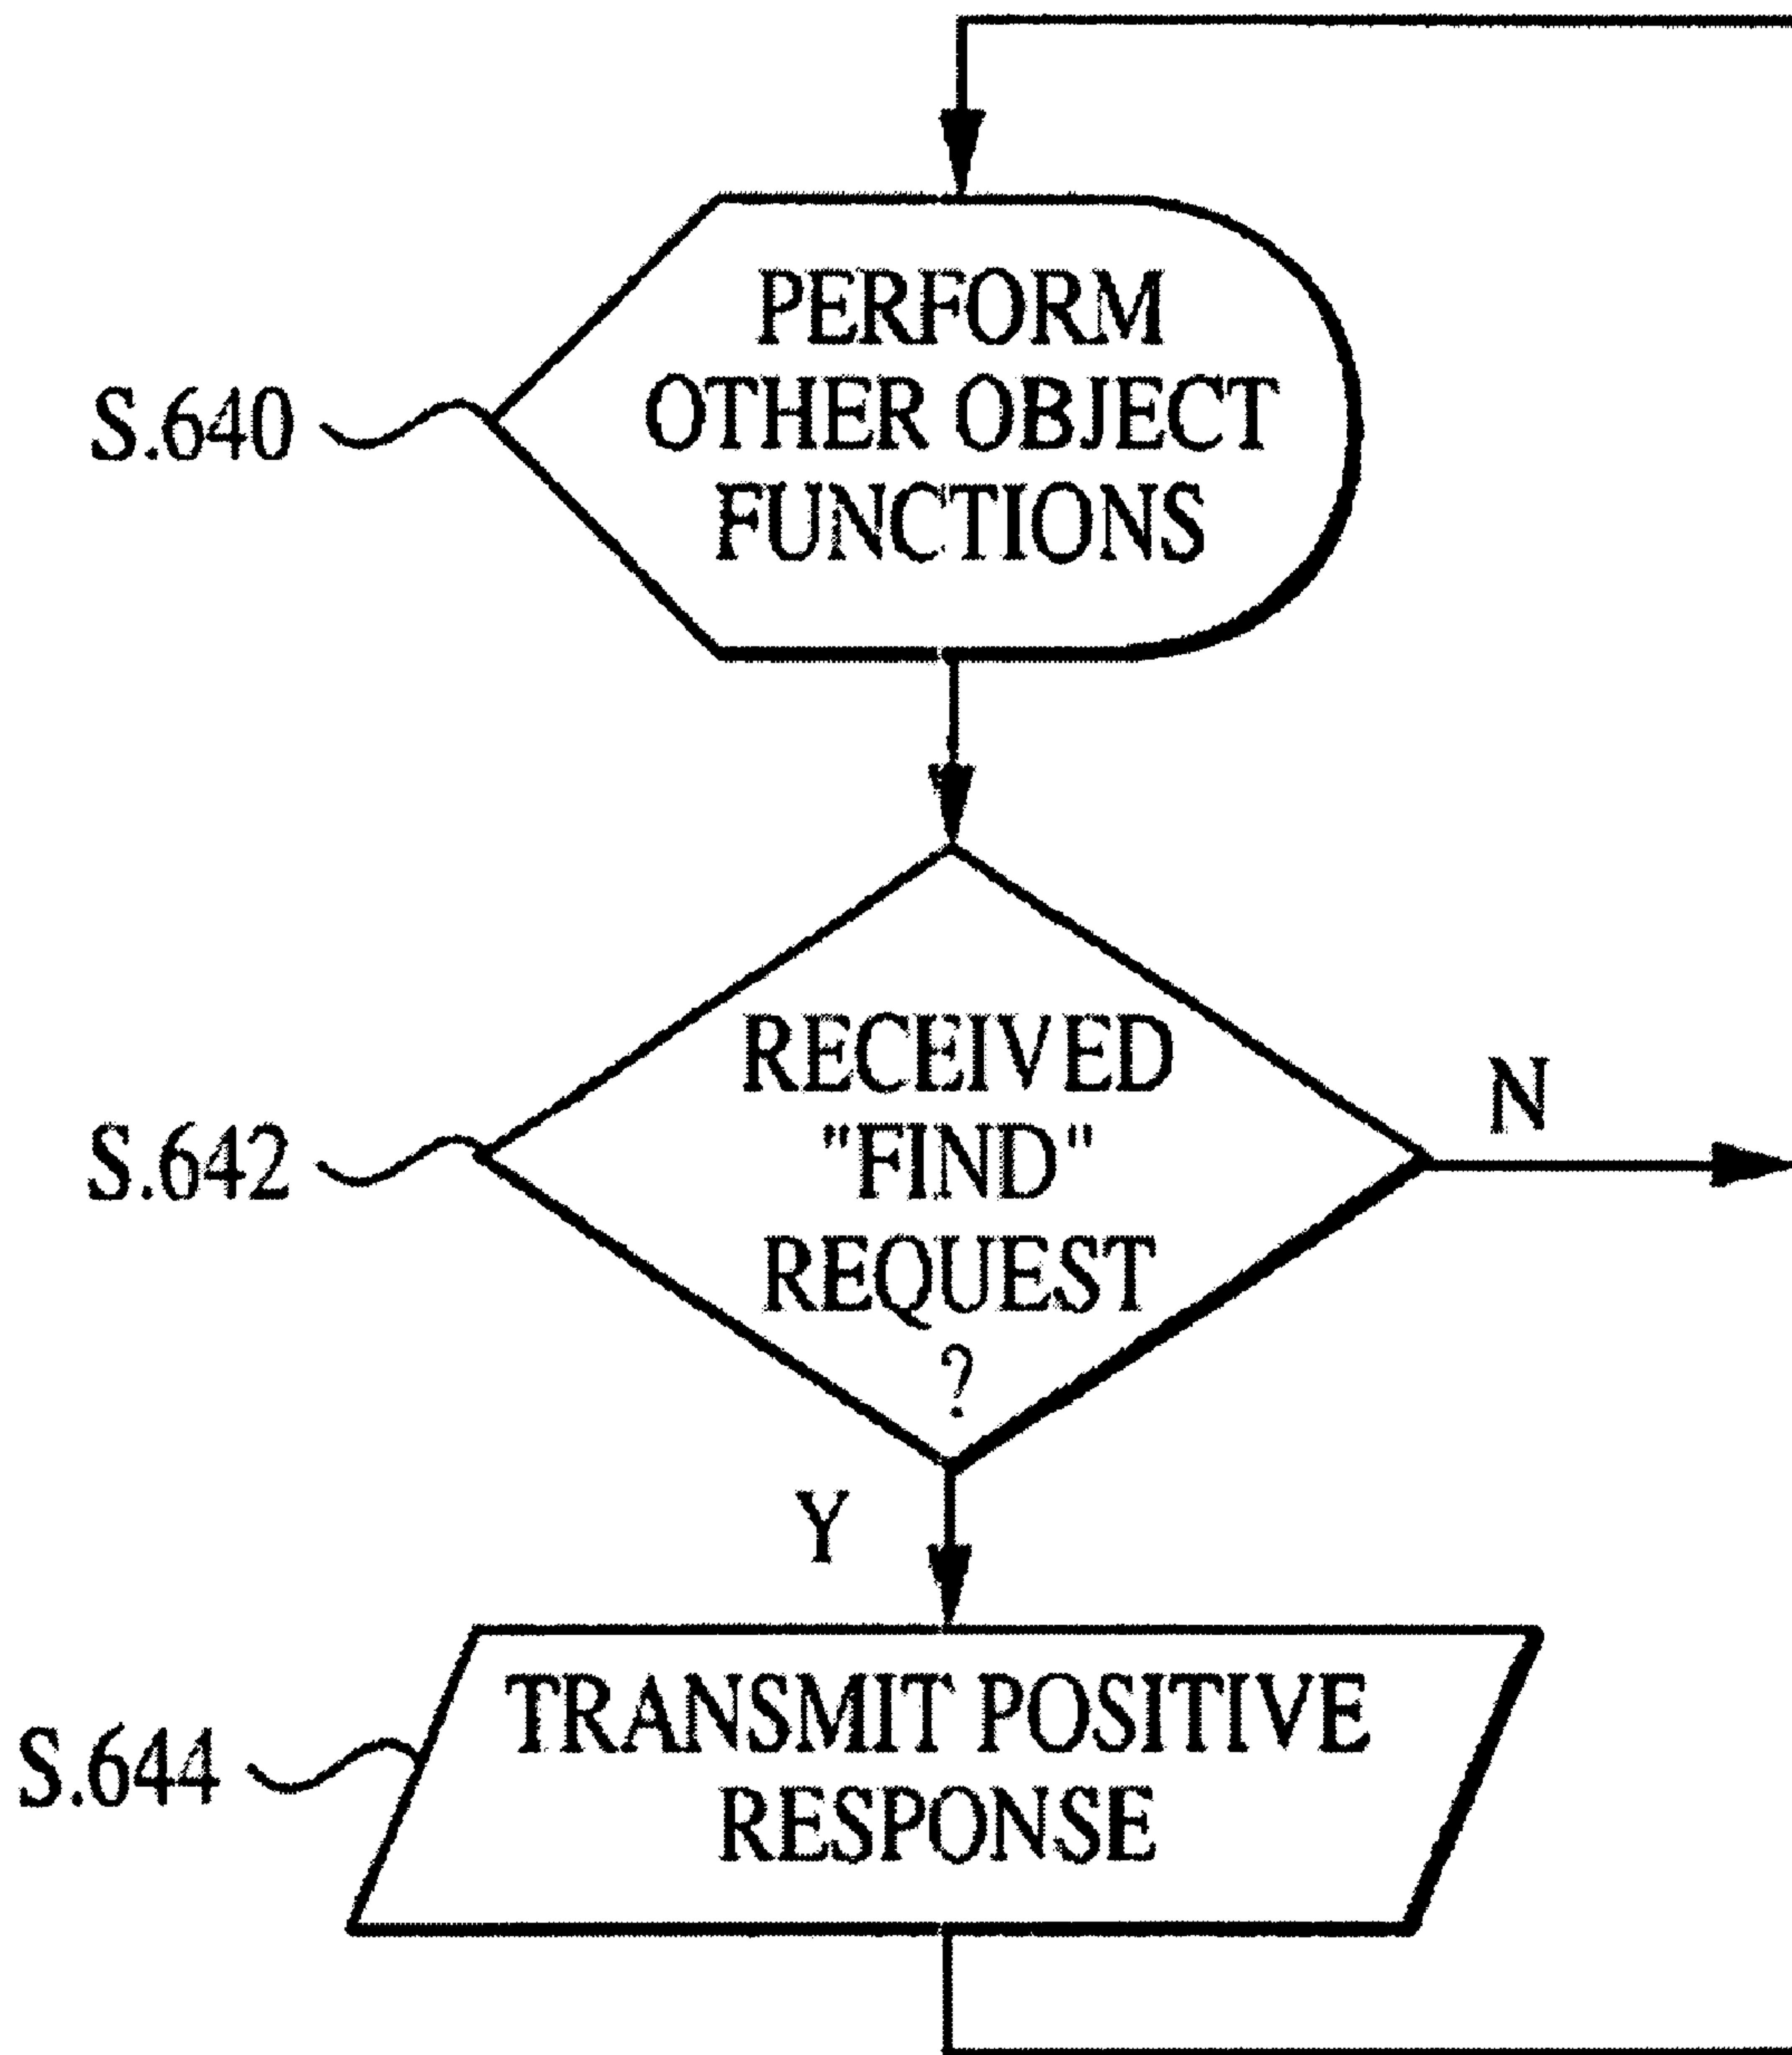 PERFORM
OTHER OBJECT
FUNCTIONS
S.640
RECEIVED
"FIND"
REQUEST
?
S.642
N
Y
TRANSMIT POSITIVE
RESPONSE
S.644